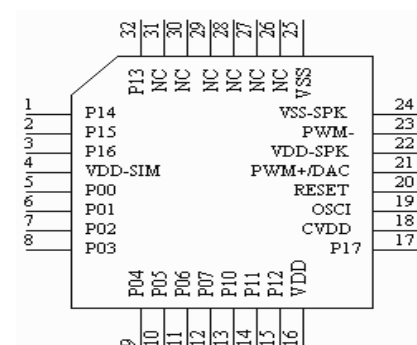 32 31 30 29 28 27 26 25
P13 NC NC NC NC NC NC VSS
1 P14 VSS-SPK 24
2 P15 PWM- 23
3 P16 VDD-SPK 22
4 VDD-SIM PWM+/DAC 21
5 P00 RESET 20
6 P01 OSCI 19
7 P02 CVDD 18
8 P03 P17 17
P04 P05 P06 P07 P10 P11 P12 VDD
9 10 11 12 13 14 15 16